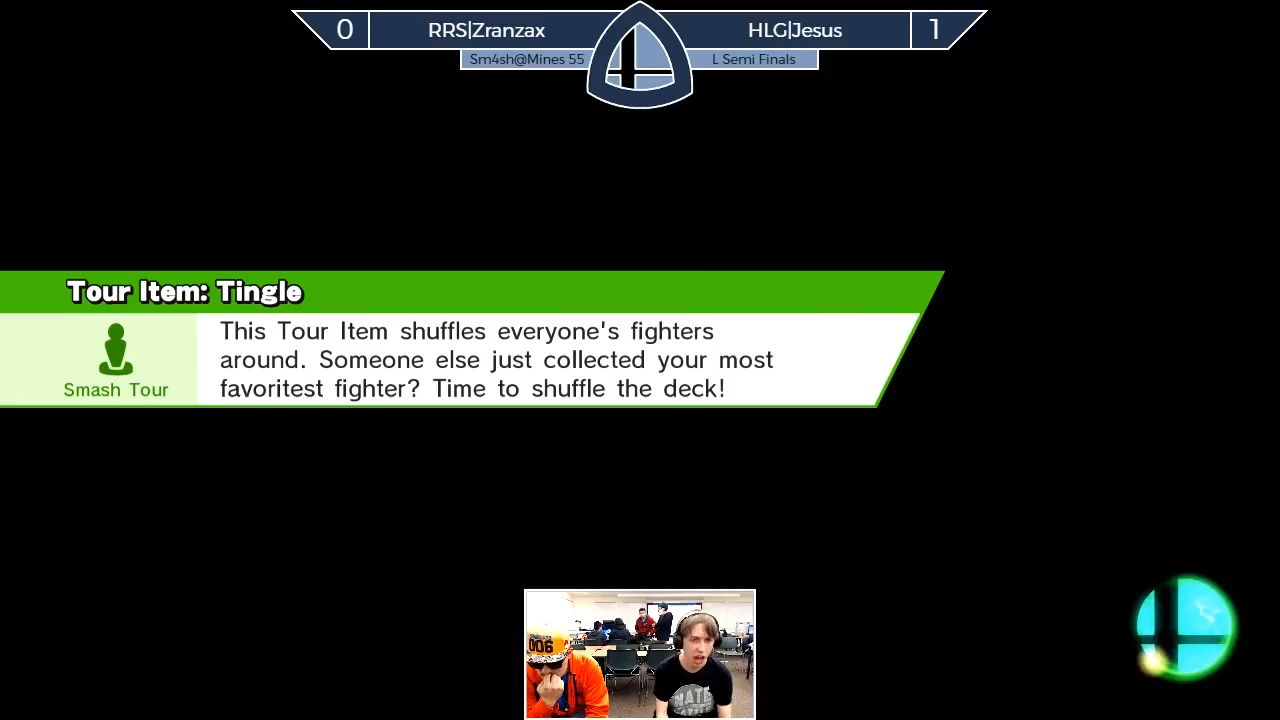 0 RRS|Zranzax HLG|Jesus 1
Sm4sh@Mines 55 L Semi Finals
Tour Item: Tingle
This Tour Item shuffles everyone's fighters
around. Someone else just collected your most
favoritest fighter? Time to shuffle the deck!
Smash Tour
006